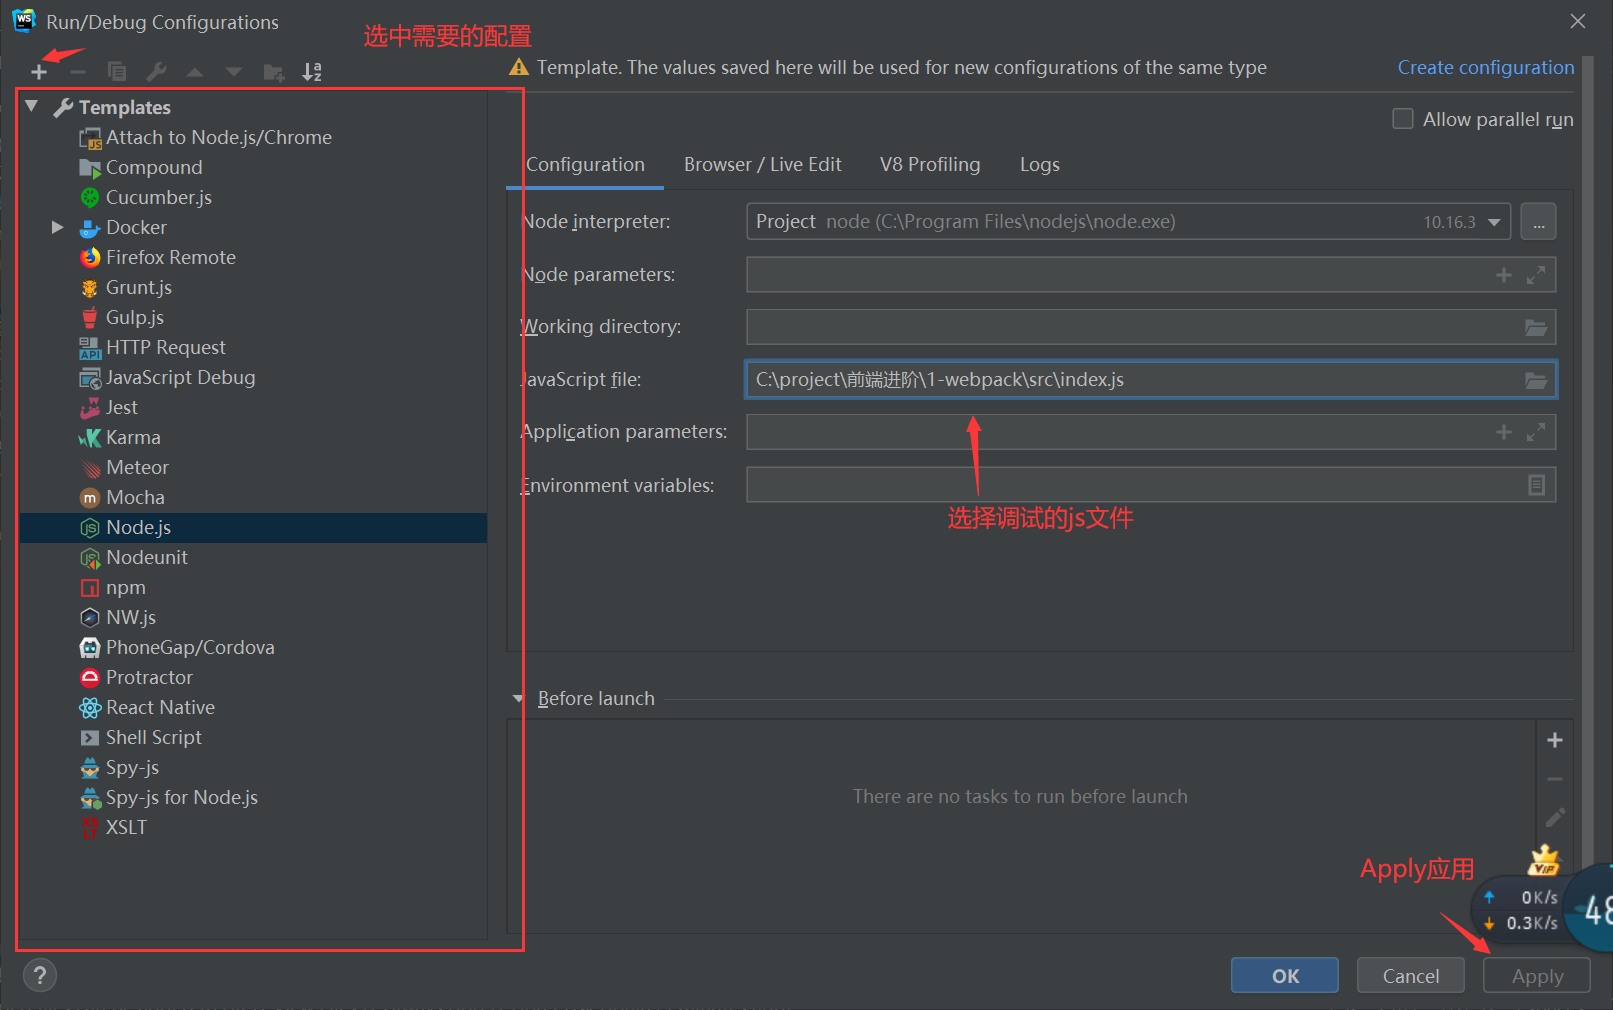 WS
Run/Debug Configurations
选中需要的配置
Template. The values saved here will be used for new configurations of the same type
Create configuration
Allow parallel run
Templates
Attach to Node.js/Chrome
Compound
Cucumber.js
Docker
Firefox Remote
Grunt.js
Gulp.js
HTTP Request
JavaScript Debug
Jest
Karma
Meteor
Mocha
Node.js
Nodeunit
npm
NW.js
PhoneGap/Cordova
Protractor
React Native
Shell Script
Spy-js
Spy-js for Node.js
XSLT
Configuration Browser / Live Edit V8 Profiling Logs
Node interpreter: Project node (C:\Program Files\nodejs\node.exe) 10.16.3 ...
Node parameters:
Working directory:
JavaScript file: C:\project\前端进阶\1-webpack\src\index.js
Application parameters:
Environment variables:
选择调试的js文件
Before launch
There are no tasks to run before launch
Apply应用
VIP
0K/s
0.3K/s
48
?
OK Cancel Apply